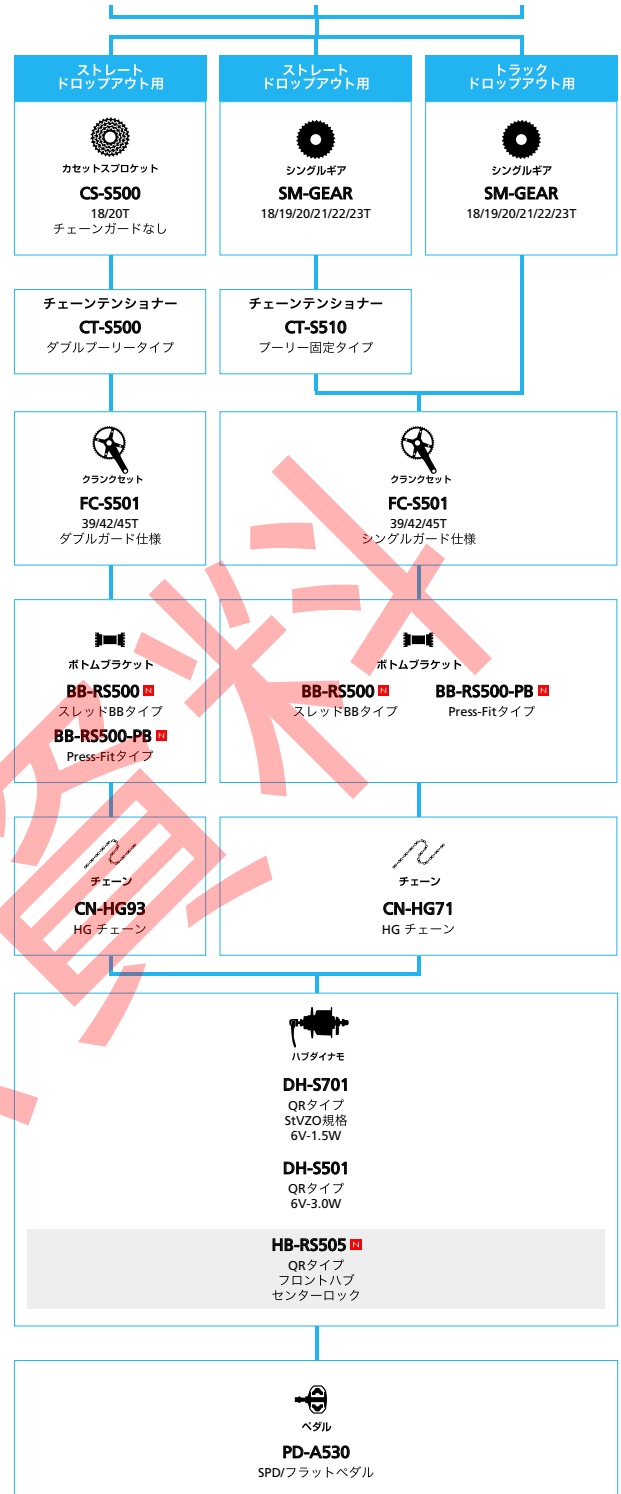 ストレート
ドロップアウト用
カセットスプロケット
CS-S500
18/20T
チェーンガードなし
ストレート
ドロップアウト用
シングルギア
SM-GEAR
18/19/20/21/22/23T
トラック
ドロップアウト用
シングルギア
SM-GEAR
18/19/20/21/22/23T
チェーンテンショナー
CT-S500
ダブルプーリータイプ
チェーンテンショナー
CT-S510
プーリー固定タイプ
クランクセット
FC-S501
39/42/45T
ダブルガード仕様
クランクセット
FC-S501
39/42/45T
シングルガード仕様
ボトムブラケット
BB-RS500 N
スレッドBBタイプ
BB-RS500-PB N
Press-Fitタイプ
ボトムブラケット
BB-RS500 N
スレッドBBタイプ
BB-RS500-PB N
Press-Fitタイプ
チェーン
CN-HG93
HG チェーン
チェーン
CN-HG71
HG チェーン
ハブダイナモ
DH-S701
QRタイプ
StVZO規格
6V-1.5W
DH-S501
QRタイプ
6V-3.0W
HB-RS505 N
QRタイプ
フロントハブ
センターロック
ペダル
PD-A530
SPD/フラットペダル
資料